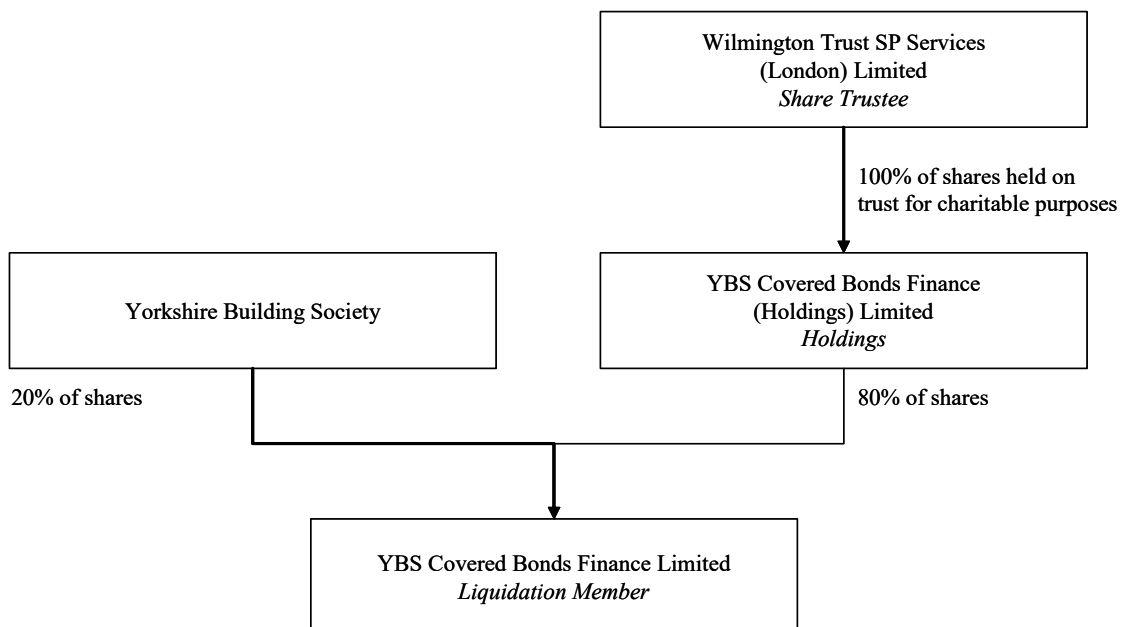 Wilmington Trust SP Services
(London) Limited
Share Trustee
100% of shares held on
trust for charitable purposes
Yorkshire Building Society
YBS Covered Bonds Finance
(Holdings) Limited
Holdings
20% of shares
80% of shares
YBS Covered Bonds Finance Limited
Liquidation Member